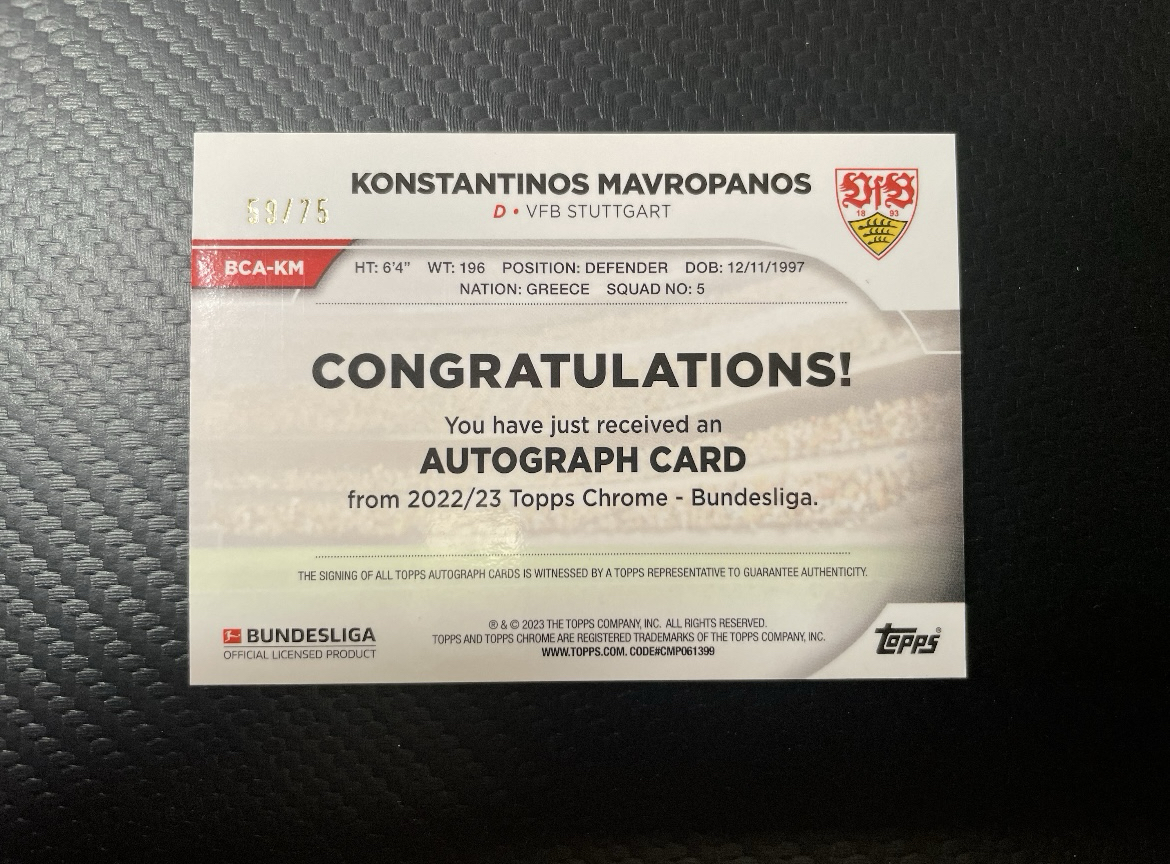 KONSTANTINOS MAVROPANOS
59/75
D • VFB STUTTGART
VfB
18 93
BCA-KM
HT: 6'4" WT: 196 POSITION: DEFENDER DOB: 12/11/1997
NATION: GREECE SQUAD NO: 5
CONGRATULATIONS!
You have just received an
AUTOGRAPH CARD
from 2022/23 Topps Chrome - Bundesliga.
THE SIGNING OF ALL TOPPS AUTOGRAPH CARDS IS WITNESSED BY A TOPPS REPRESENTATIVE TO GUARANTEE AUTHENTICITY.
BUNDESLIGA
OFFICIAL LICENSED PRODUCT
® & © 2023 THE TOPPS COMPANY, INC. ALL RIGHTS RESERVED.
TOPPS AND TOPPS CHROME ARE REGISTERED TRADEMARKS OF THE TOPPS COMPANY, INC.
WWW.TOPPS.COM. CODE#CMP061399
topps®